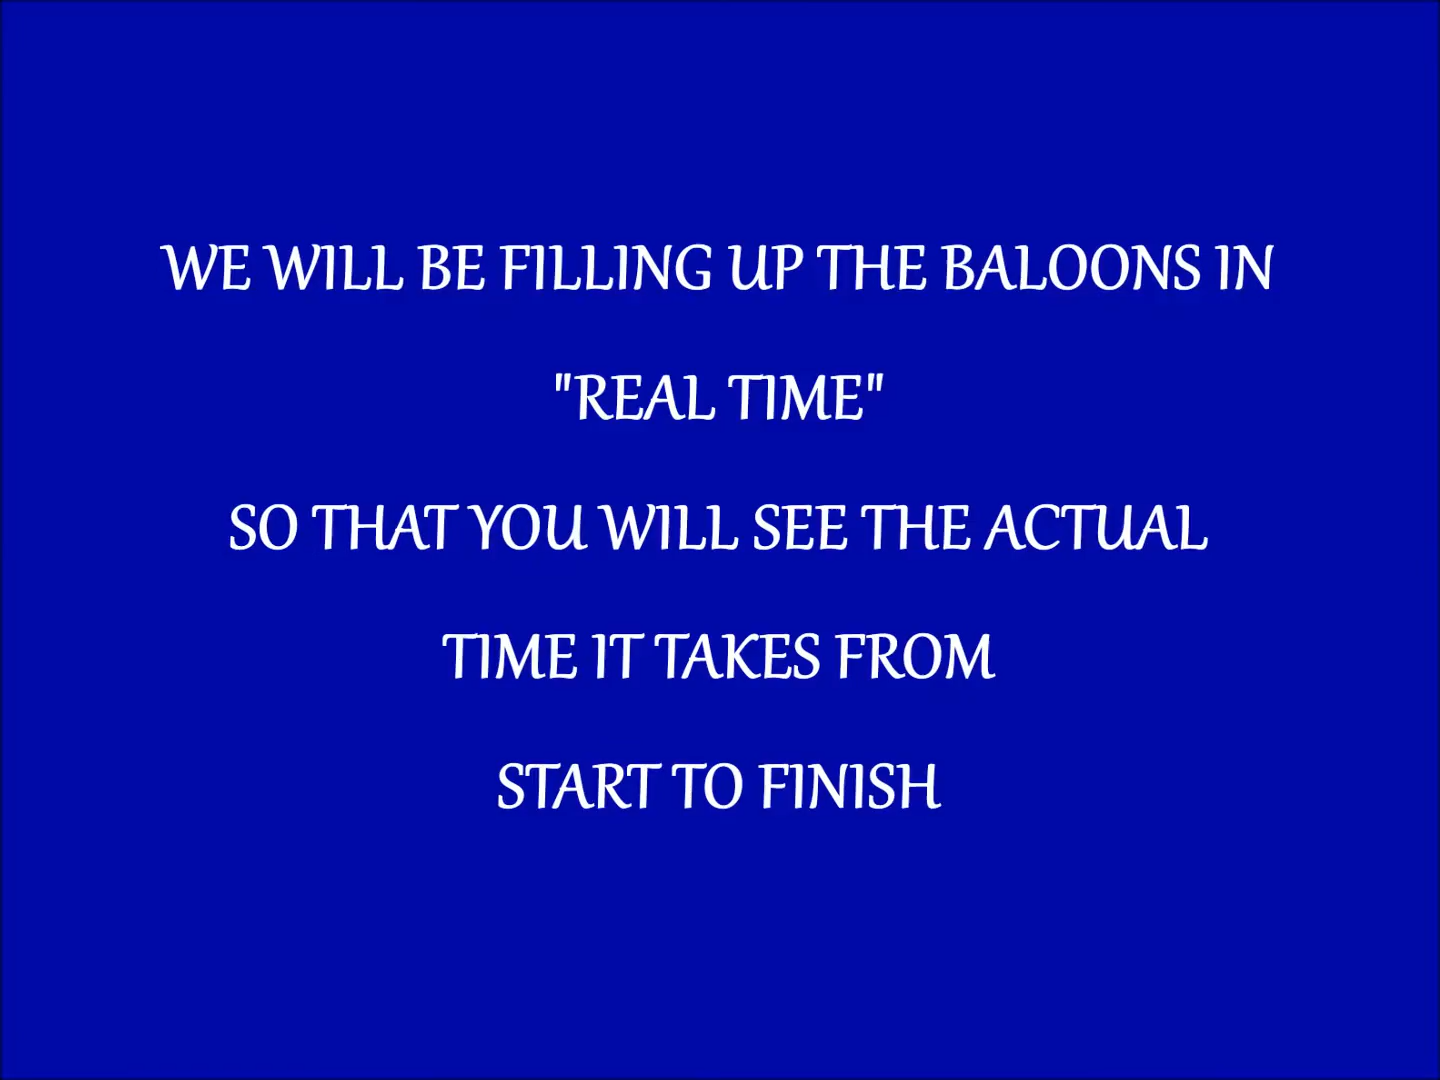 WE WILL BE FILLING UP THE BALOONS IN
"REAL TIME"
SO THAT YOU WILL SEE THE ACTUAL
TIME IT TAKES FROM
START TO FINISH